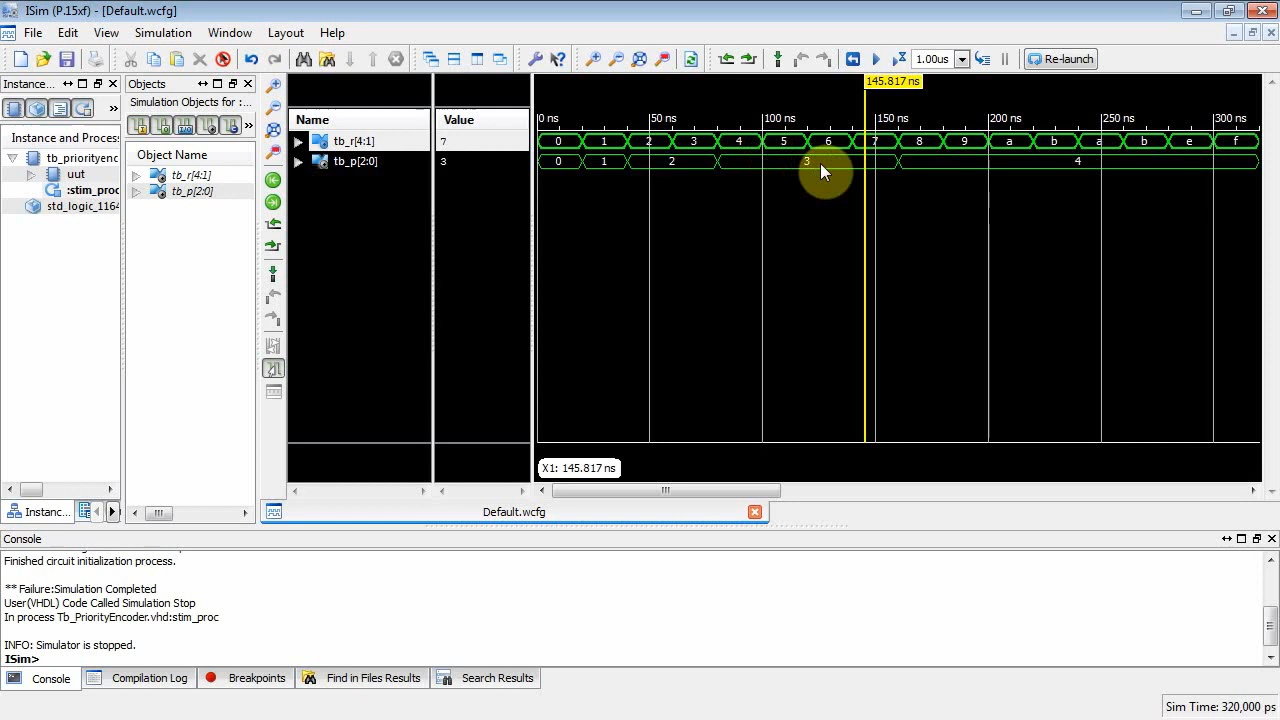 ISim (P.15xf) - [Default.wcfg]
File Edit View Simulation Window Layout Help
1.00us Re-launch
Instance... Objects
Simulation Objects for :...
Instance and Process
tb_priorityenc
uut
:stim_proc
std_logic_1164
Object Name
tb_r[4:1]
tb_p[2:0]
Name Value
tb_r[4:1] 7
tb_p[2:0] 3
145.817 ns
0 ns 50 ns 100 ns 150 ns 200 ns 250 ns 300 ns
0 1 2 3 4 5 6 7 8 9 a b a b e f
0 1 2 3 4
X1: 145.817 ns
Instanc... Default.wcfg
Console
Finished circuit initialization process.
** Failure:Simulation Completed
User(VHDL) Code Called Simulation Stop
In process Tb_PriorityEncoder.vhd:stim_proc
INFO: Simulator is stopped.
ISim>
Console Compilation Log Breakpoints Find in Files Results Search Results
Sim Time: 320,000 ps